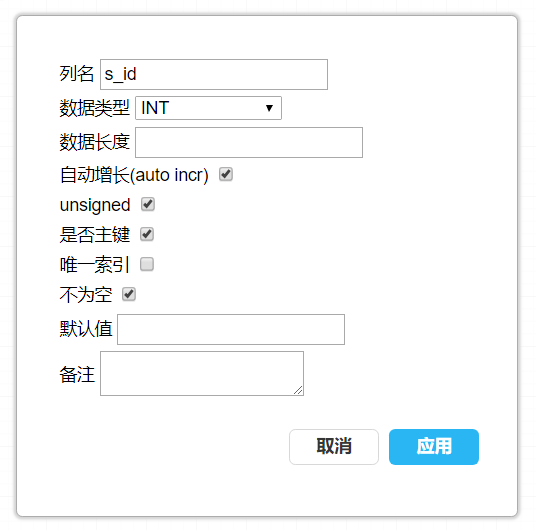 列名 s_id
数据类型 INT
数据长度
自动增长(auto incr)
unsigned
是否主键
唯一索引
不为空
默认值
备注
取消 应用